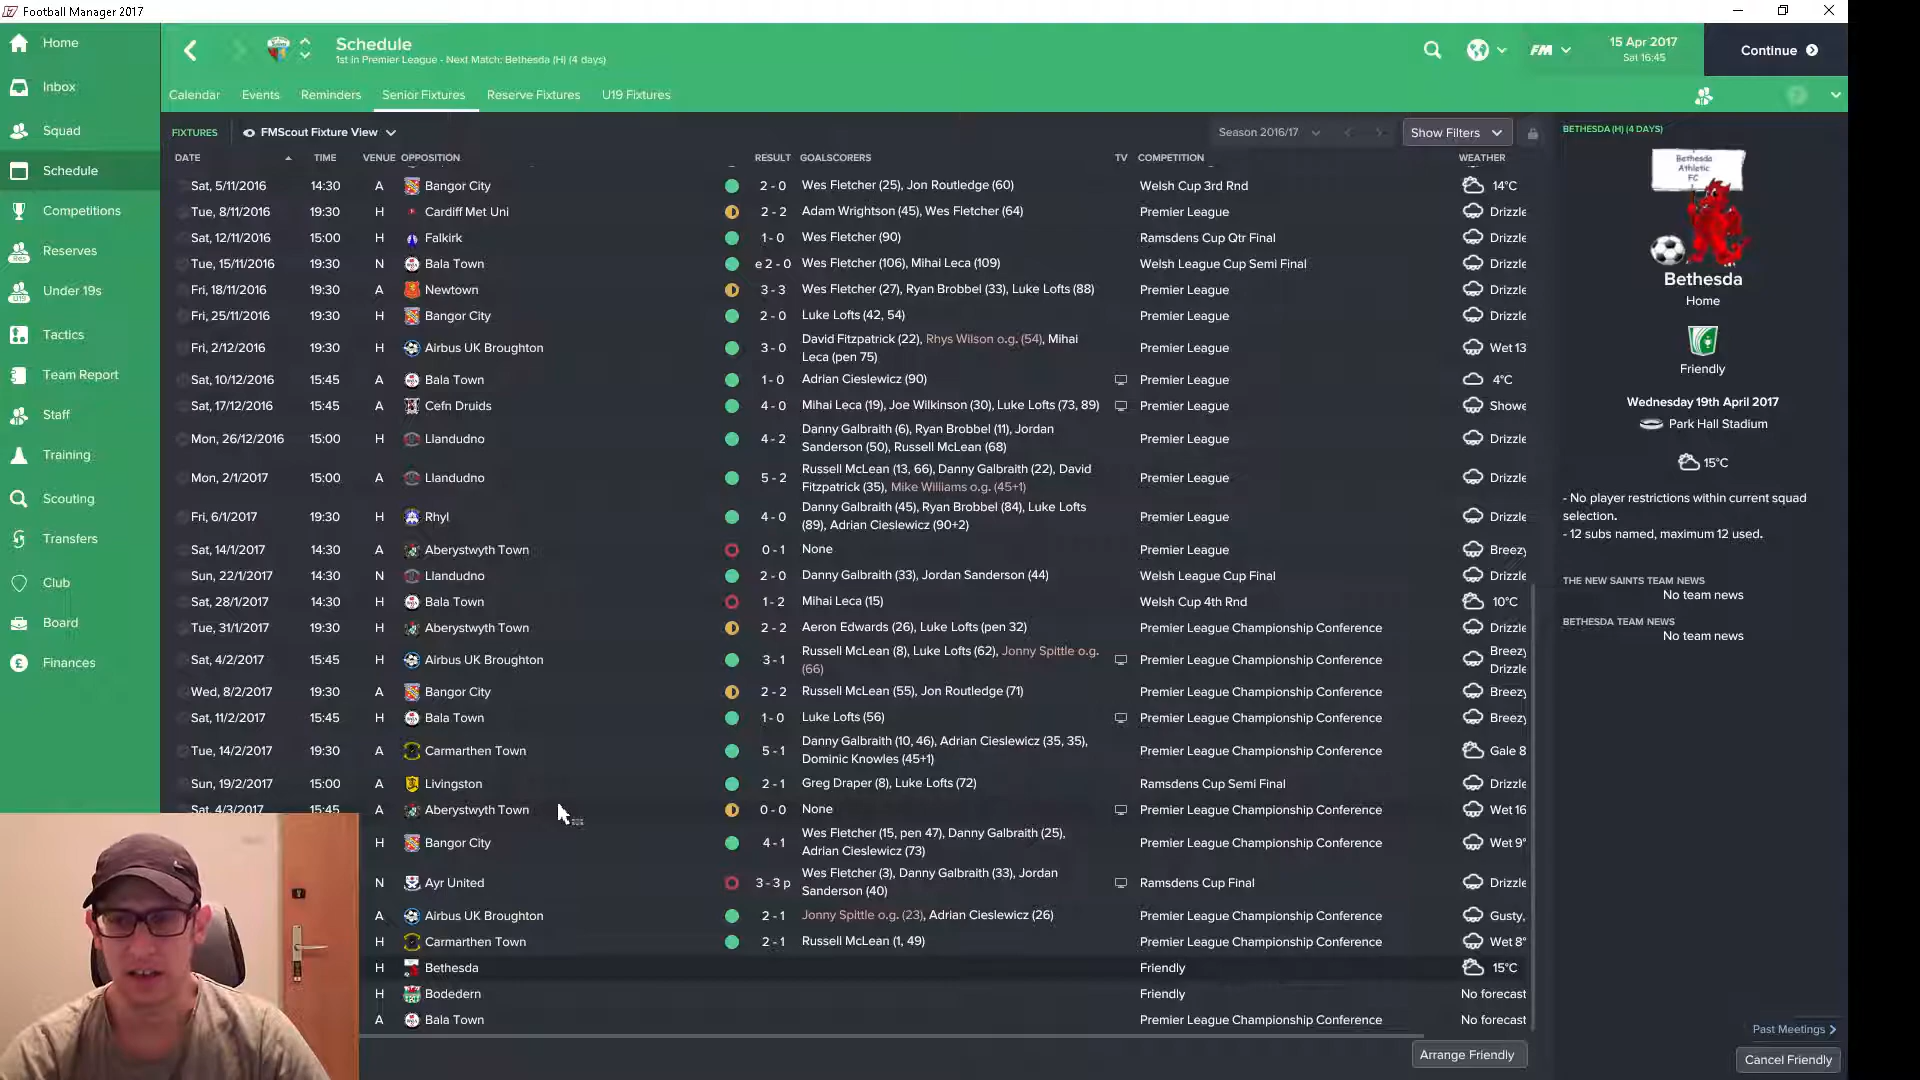 Football Manager 2017
Home
Inbox
Squad
Schedule
Competitions
Reserves
Under 19s
Tactics
Team Report
Staff
Training
Scouting
Transfers
Club
Board
Finances
Schedule
1st in Premier League - Next Match: Bethesda (H) (4 days)
FM
15 Apr 2017
Sat 16:45
Continue
Calendar Events Reminders Senior Fixtures Reserve Fixtures U19 Fixtures
FIXTURES FMScout Fixture View Season 2016/17 Show Filters
DATE TIME VENUE OPPOSITION RESULT GOALSCORERS TV COMPETITION WEATHER
Sat, 5/11/2016 14:30 A Bangor City 2 - 0 Wes Fletcher (25), Jon Routledge (60) Welsh Cup 3rd Rnd 14°C
Tue, 8/11/2016 19:30 H Cardiff Met Uni 2 - 2 Adam Wrightson (45), Wes Fletcher (64) Premier League Drizzle
Sat, 12/11/2016 15:00 H Falkirk 1 - 0 Wes Fletcher (90) Ramsdens Cup Qtr Final Drizzle
Tue, 15/11/2016 19:30 N Bala Town e 2 - 0 Wes Fletcher (106), Mihai Leca (109) Welsh League Cup Semi Final Drizzle
Fri, 18/11/2016 19:30 A Newtown 3 - 3 Wes Fletcher (27), Ryan Brobbel (33), Luke Lofts (88) Premier League Drizzle
Fri, 25/11/2016 19:30 H Bangor City 2 - 0 Luke Lofts (42, 54) Premier League Drizzle
Fri, 2/12/2016 19:30 H Airbus UK Broughton 3 - 0 David Fitzpatrick (22), Rhys Wilson o.g. (54), Mihai
Leca (pen 75) Premier League Wet 13
Sat, 10/12/2016 15:45 A Bala Town 1 - 0 Adrian Cieslewicz (90) Premier League 4°C
Sat, 17/12/2016 15:45 A Cefn Druids 4 - 0 Mihai Leca (19), Joe Wilkinson (30), Luke Lofts (73, 89) Premier League Showe
Mon, 26/12/2016 15:00 H Llandudno 4 - 2 Danny Galbraith (6), Ryan Brobbel (11), Jordan
Sanderson (50), Russell McLean (68) Premier League Drizzle
Mon, 2/1/2017 15:00 A Llandudno 5 - 2 Russell McLean (13, 66), Danny Galbraith (22), David
Fitzpatrick (35), Mike Williams o.g. (45+1) Premier League Drizzle
Fri, 6/1/2017 19:30 H Rhyl 4 - 0 Danny Galbraith (45), Ryan Brobbel (84), Luke Lofts
(89), Adrian Cieslewicz (90+2) Premier League Drizzle
Sat, 14/1/2017 14:30 A Aberystwyth Town 0 - 1 None Premier League Breezy
Sun, 22/1/2017 14:30 N Llandudno 2 - 0 Danny Galbraith (33), Jordan Sanderson (44) Welsh League Cup Final Drizzle
Sat, 28/1/2017 14:30 H Bala Town 1 - 2 Mihai Leca (15) Welsh Cup 4th Rnd 10°C
Tue, 31/1/2017 19:30 H Aberystwyth Town 2 - 2 Aeron Edwards (26), Luke Lofts (pen 32) Premier League Championship Conference Drizzle
Sat, 4/2/2017 15:45 H Airbus UK Broughton 3 - 1 Russell McLean (8), Luke Lofts (62), Jonny Spittle o.g.
(66) Premier League Championship Conference Breezy
Drizzle
Wed, 8/2/2017 19:30 A Bangor City 2 - 2 Russell McLean (55), Jon Routledge (71) Premier League Championship Conference Breezy
Sat, 11/2/2017 15:45 H Bala Town 1 - 0 Luke Lofts (56) Premier League Championship Conference Breezy
Tue, 14/2/2017 19:30 A Carmarthen Town 5 - 1 Danny Galbraith (10, 46), Adrian Cieslewicz (35, 35),
Dominic Knowles (45+1) Premier League Championship Conference Gale 8
Sun, 19/2/2017 15:00 A Livingston 2 - 1 Greg Draper (8), Luke Lofts (72) Ramsdens Cup Semi Final Drizzle
Sat, 4/3/2017 15:45 A Aberystwyth Town 0 - 0 None Premier League Championship Conference Wet 16
H Bangor City 4 - 1 Wes Fletcher (15, pen 47), Danny Galbraith (25),
Adrian Cieslewicz (73) Premier League Championship Conference Wet 9°
N Ayr United 3 - 3 p Wes Fletcher (3), Danny Galbraith (33), Jordan
Sanderson (40) Ramsdens Cup Final Drizzle
A Airbus UK Broughton 2 - 1 Jonny Spittle o.g. (23), Adrian Cieslewicz (26) Premier League Championship Conference Gusty,
H Carmarthen Town 2 - 1 Russell McLean (1, 49) Premier League Championship Conference Wet 8°
H Bethesda Friendly 15°C
H Bodedern Friendly No forecast
A Bala Town Premier League Championship Conference No forecast
Arrange Friendly
BETHESDA (H) (4 DAYS)
Bethesda
Athletic
FC
Bethesda
Home
Friendly
Wednesday 19th April 2017
Park Hall Stadium
15°C
- No player restrictions within current squad
selection.
- 12 subs named, maximum 12 used.
THE NEW SAINTS TEAM NEWS
No team news
BETHESDA TEAM NEWS
No team news
Past Meetings
Cancel Friendly